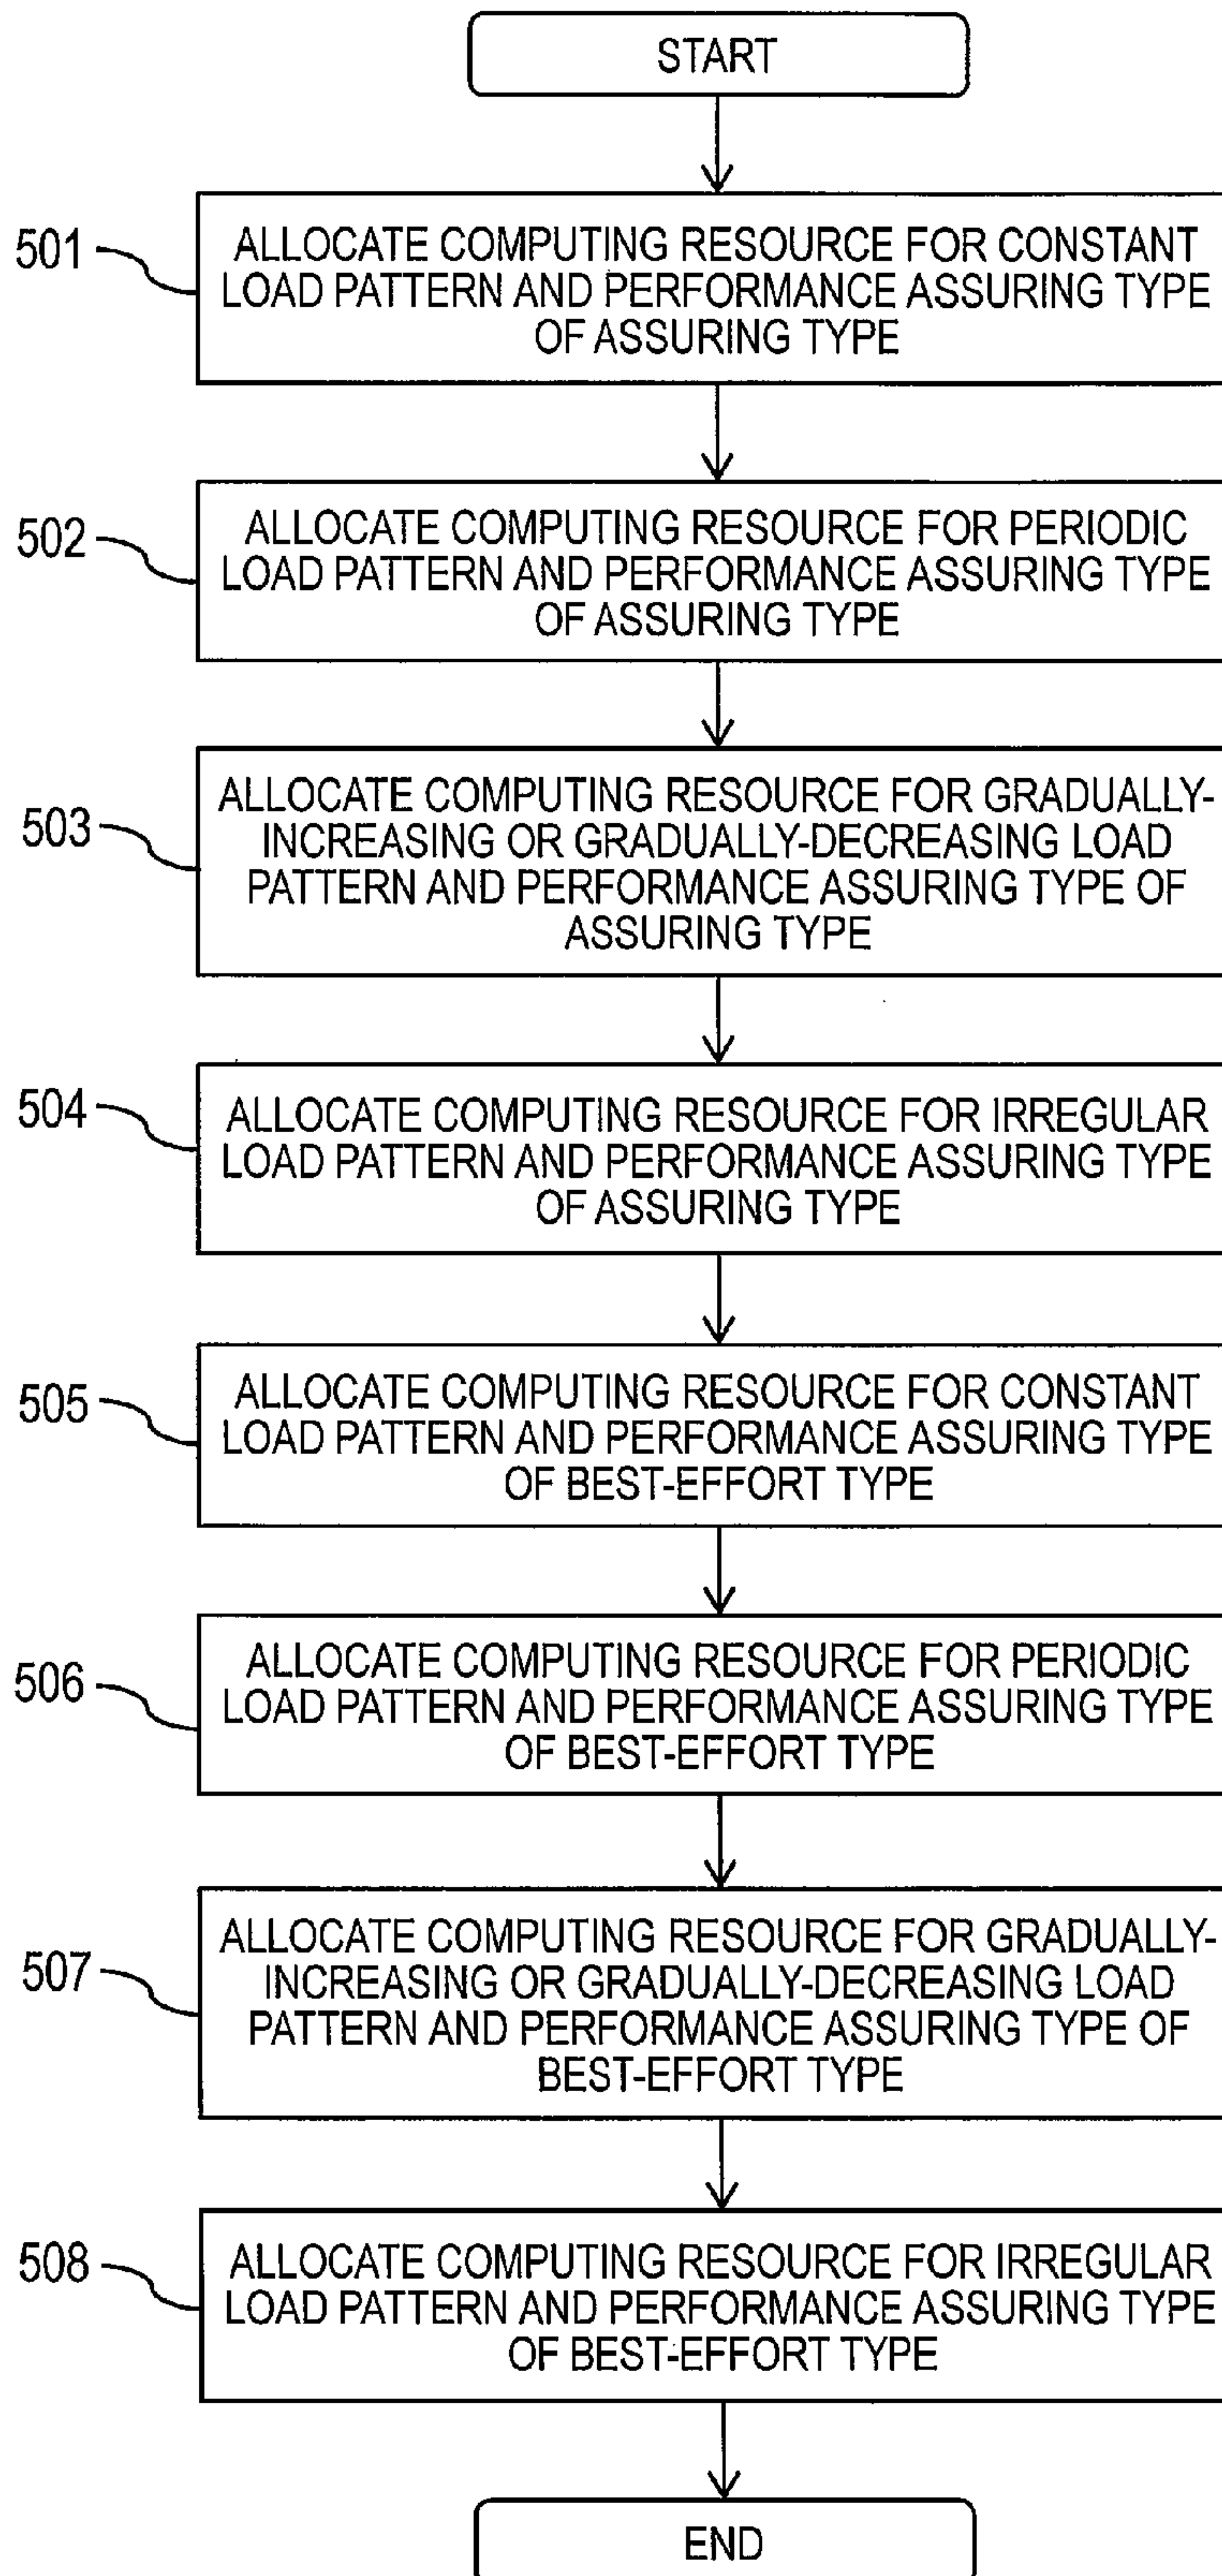 START
501
ALLOCATE COMPUTING RESOURCE FOR CONSTANT
LOAD PATTERN AND PERFORMANCE ASSURING TYPE
OF ASSURING TYPE
502
ALLOCATE COMPUTING RESOURCE FOR PERIODIC
LOAD PATTERN AND PERFORMANCE ASSURING TYPE
OF ASSURING TYPE
503
ALLOCATE COMPUTING RESOURCE FOR GRADUALLY-
INCREASING OR GRADUALLY-DECREASING LOAD
PATTERN AND PERFORMANCE ASSURING TYPE OF
ASSURING TYPE
504
ALLOCATE COMPUTING RESOURCE FOR IRREGULAR
LOAD PATTERN AND PERFORMANCE ASSURING TYPE
OF ASSURING TYPE
505
ALLOCATE COMPUTING RESOURCE FOR CONSTANT
LOAD PATTERN AND PERFORMANCE ASSURING TYPE
OF BEST-EFFORT TYPE
506
ALLOCATE COMPUTING RESOURCE FOR PERIODIC
LOAD PATTERN AND PERFORMANCE ASSURING TYPE
OF BEST-EFFORT TYPE
507
ALLOCATE COMPUTING RESOURCE FOR GRADUALLY-
INCREASING OR GRADUALLY-DECREASING LOAD
PATTERN AND PERFORMANCE ASSURING TYPE OF
BEST-EFFORT TYPE
508
ALLOCATE COMPUTING RESOURCE FOR IRREGULAR
LOAD PATTERN AND PERFORMANCE ASSURING TYPE
OF BEST-EFFORT TYPE
END